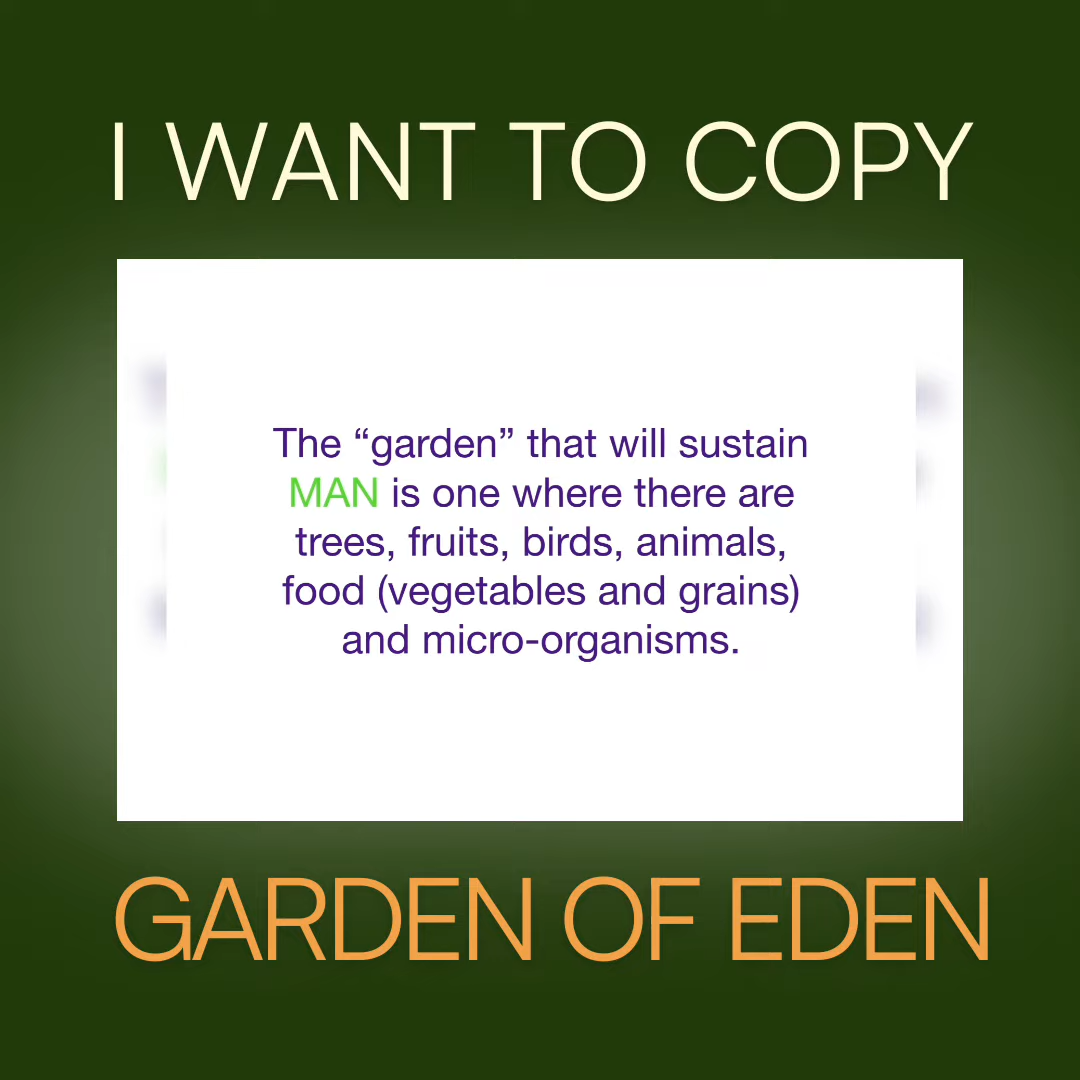 I WANT TO COPY
The “garden” that will sustain
MAN is one where there are
trees, fruits, birds, animals,
food (vegetables and grains)
and micro-organisms.
GARDEN OF EDEN